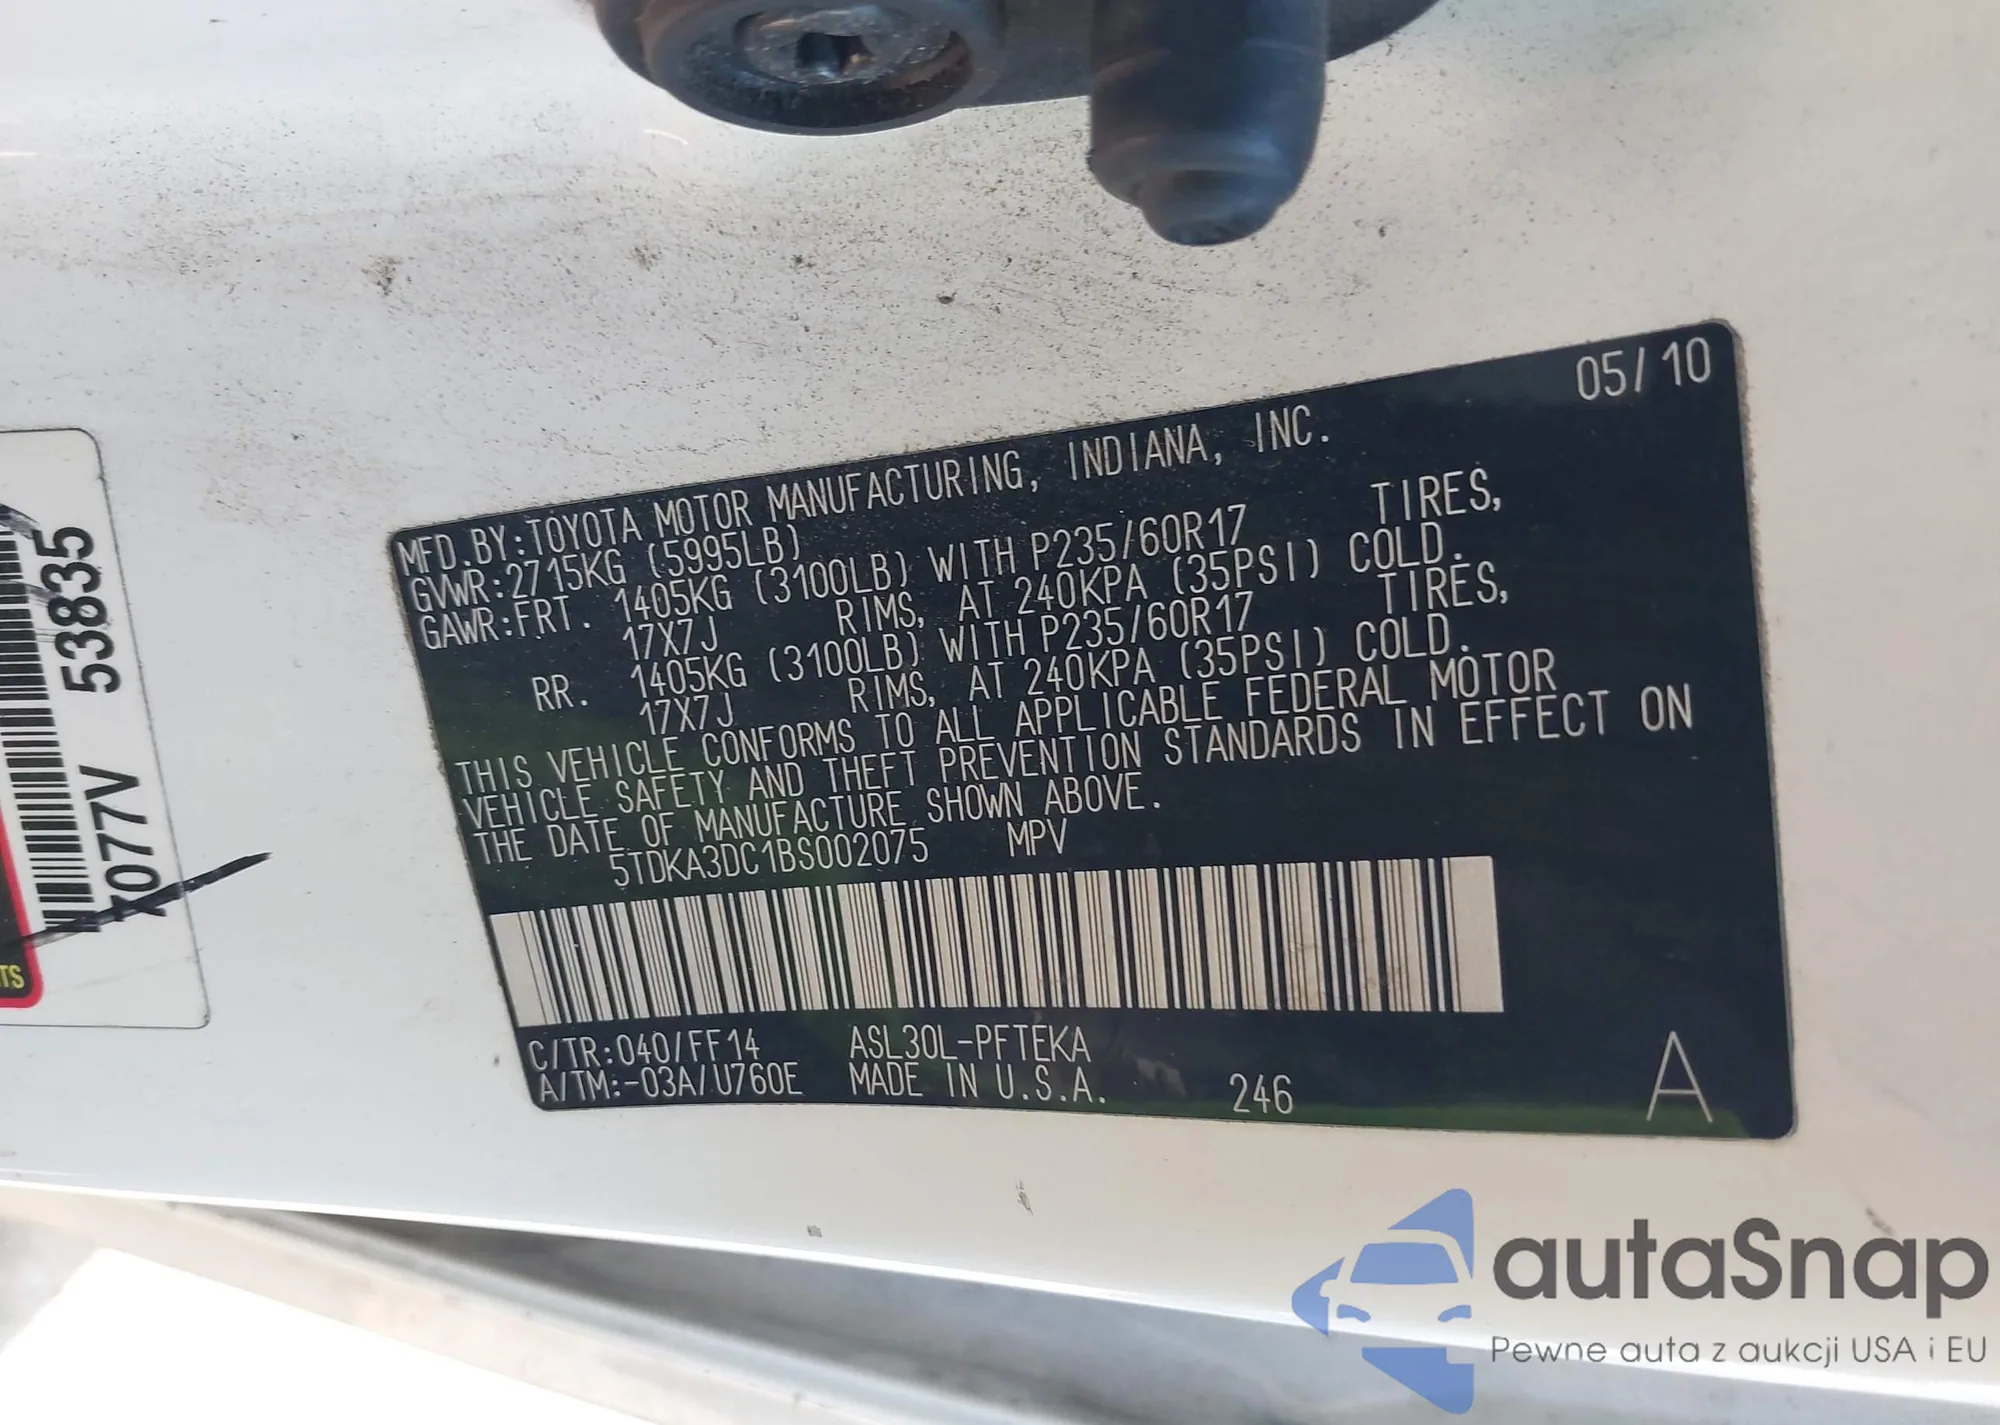 05/10
MFD.BY:TOYOTA MOTOR MANUFACTURING, INDIANA, INC.
GVWR:2715KG (5995LB)
GAWR:FRT. 1405KG (3100LB) WITH P235/60R17 TIRES,
17X7J RIMS, AT 240KPA (35PSI) COLD.
RR. 1405KG (3100LB) WITH P235/60R17 TIRES,
17X7J RIMS, AT 240KPA (35PSI) COLD.
THIS VEHICLE CONFORMS TO ALL APPLICABLE FEDERAL MOTOR
VEHICLE SAFETY AND THEFT PREVENTION STANDARDS IN EFFECT ON
THE DATE OF MANUFACTURE SHOWN ABOVE.
5TDKA3DC1BS002075 MPV
C/TR:040/FF14 ASL30L-PFTEKA
A/TM:-03A/U760E MADE IN U.S.A. 246
A
7077V 53835
TS
autaSnap
Pewne auta z aukcji USA i EU